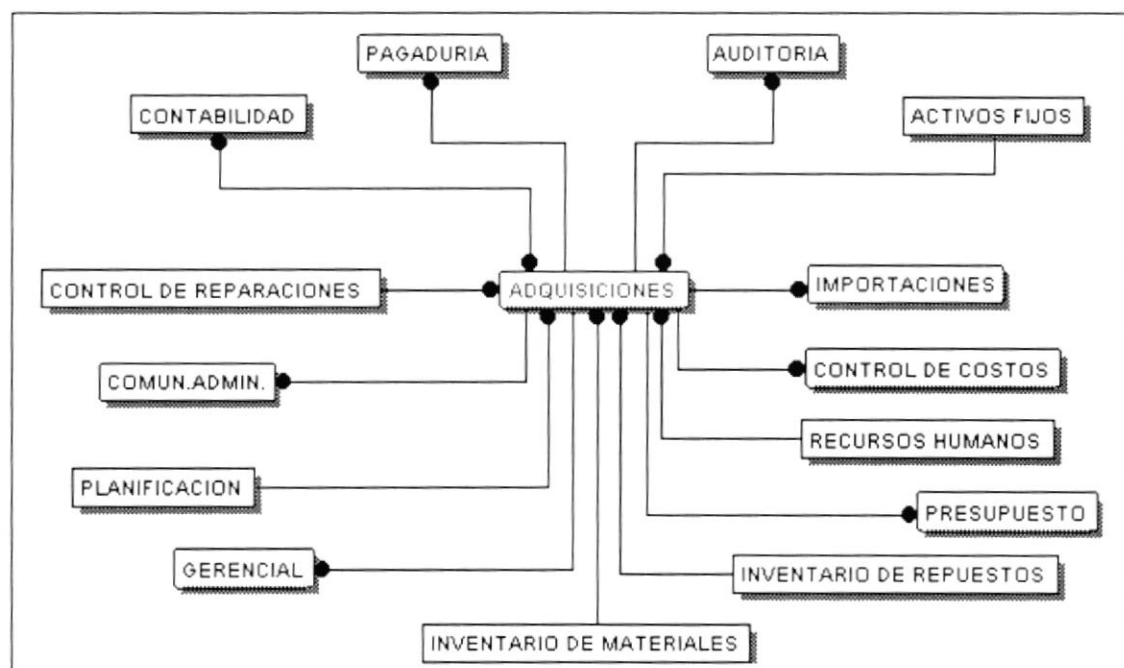 PAGADURIA
AUDITORIA
CONTABILIDAD
ACTIVOS FIJOS
CONTROL DE REPARACIONES
ADQUISICIONES
IMPORTACIONES
COMUN.ADMIN.
CONTROL DE COSTOS
RECURSOS HUMANOS
PLANIFICACION
PRESUPUESTO
GERENCIAL
INVENTARIO DE REPUESTOS
INVENTARIO DE MATERIALES